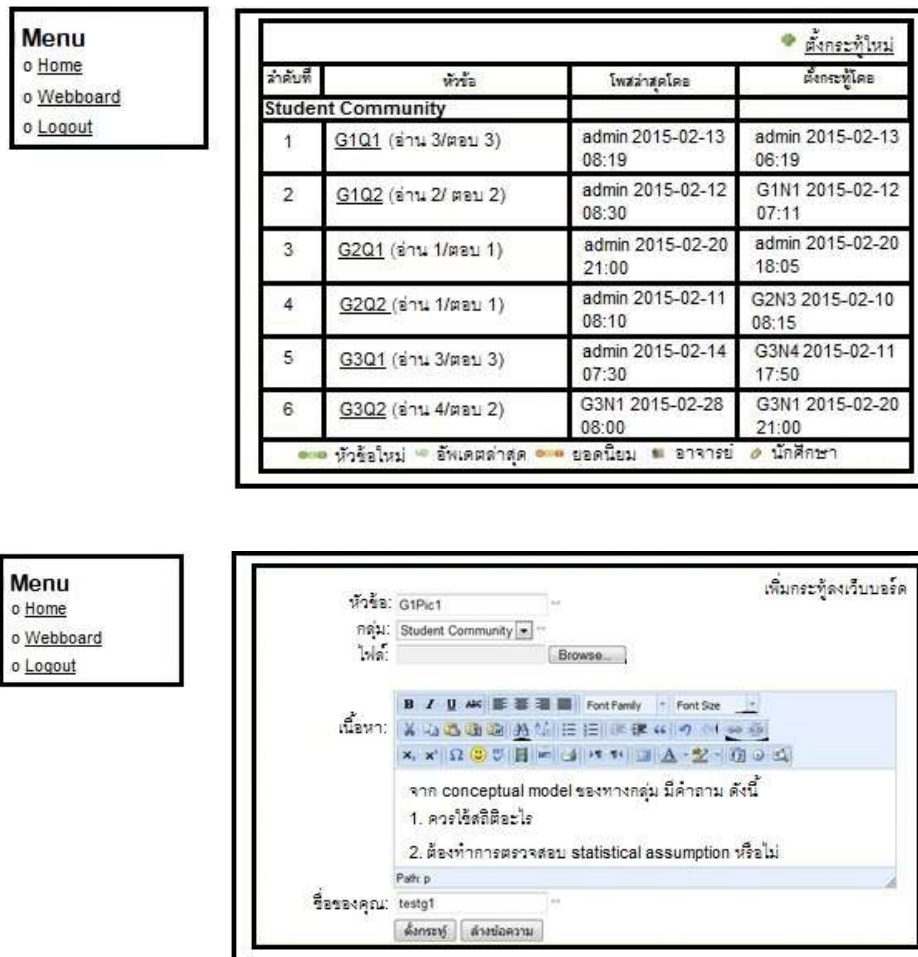 Menu
o Home
o Webboard
o Logout
ตั้งกระทู้ใหม่
ลำดับที่ หัวข้อ โพสล่าสุดโดย ตั้งกระทู้โดย
Student Community
1 G1Q1 (อ่าน 3/ตอบ 3) admin 2015-02-13 08:19 admin 2015-02-13 06:19
2 G1Q2 (อ่าน 2/ ตอบ 2) admin 2015-02-12 08:30 G1N1 2015-02-12 07:11
3 G2Q1 (อ่าน 1/ตอบ 1) admin 2015-02-20 21:00 admin 2015-02-20 18:05
4 G2Q2 (อ่าน 1/ตอบ 1) admin 2015-02-11 08:10 G2N3 2015-02-10 08:15
5 G3Q1 (อ่าน 3/ตอบ 3) admin 2015-02-14 07:30 G3N4 2015-02-11 17:50
6 G3Q2 (อ่าน 4/ตอบ 2) G3N1 2015-02-28 08:00 G3N1 2015-02-20 21:00
หัวข้อใหม่ อัพเดตล่าสุด ยอดนิยม อาจารย์ นักศึกษา
Menu
o Home
o Webboard
o Logout
เพิ่มกระทู้ลงเว็บบอร์ด
หัวข้อ: G1Pic1
กลุ่ม: Student Community
ไฟล์: Browse...
B I U ABC Font Family Font Size
เนื้อหา:
จาก conceptual model ของทางกลุ่ม มีคำถาม ดังนี้
1. ควรใช้สถิติอะไร
2. ต้องทำการตรวจสอบ statistical assumption หรือไม่
Path: p
ชื่อของคุณ: testg1
ตั้งกระทู้ ล้างข้อความ